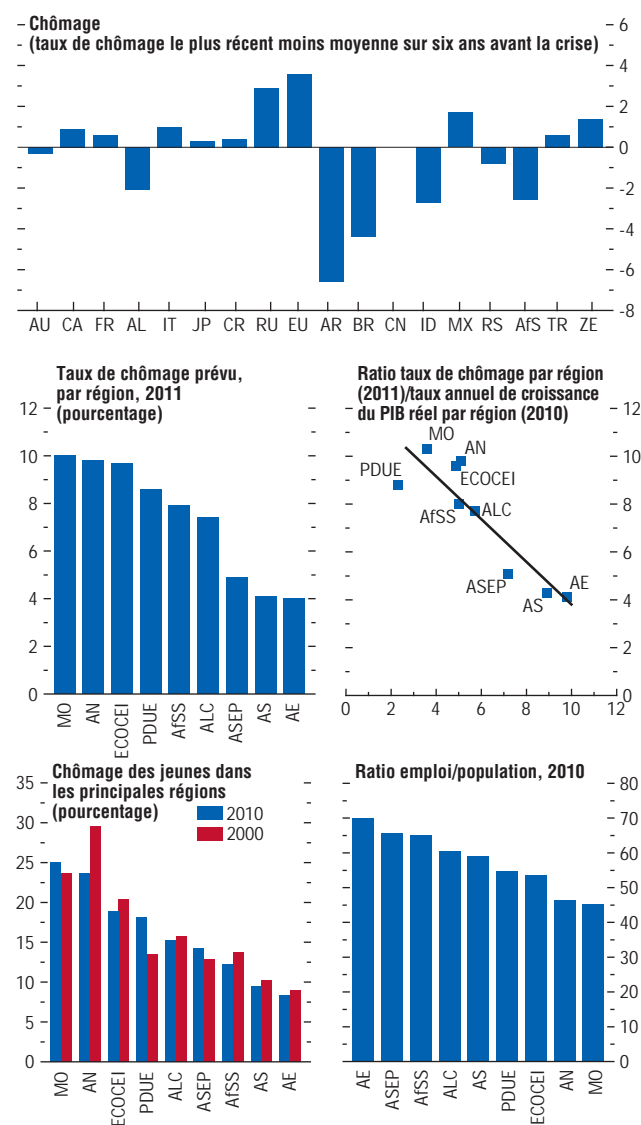 Chômage
(taux de chômage le plus récent moins moyenne sur six ans avant la crise)
6
4
2
0
-2
-4
-6
-8
AU CA FR AL IT JP CR RU EU AR BR CN ID MX RS AfS TR ZE
Taux de chômage prévu,
par région, 2011
(pourcentage)
12
10
8
6
4
2
0
MO AN ECOCEI PDUE AfSS ALC ASEP AS AE
Ratio taux de chômage par région
(2011)/taux annuel de croissance
du PIB réel par région (2010)
12
10
8
6
4
2
0
MO
AN
PDUE
ECOCEI
AfSS
ALC
ASEP
AS
AE
0 2 4 6 8 10 12
Chômage des jeunes dans
les principales régions
(pourcentage)
2010
2000
35
30
25
20
15
10
5
0
MO AN ECOCEI PDUE ALC ASEP AfSS AS AE
Ratio emploi/population, 2010
80
70
60
50
40
30
20
10
0
AE ASEP AfSS ALC AS PDUE ECOCEI AN MO